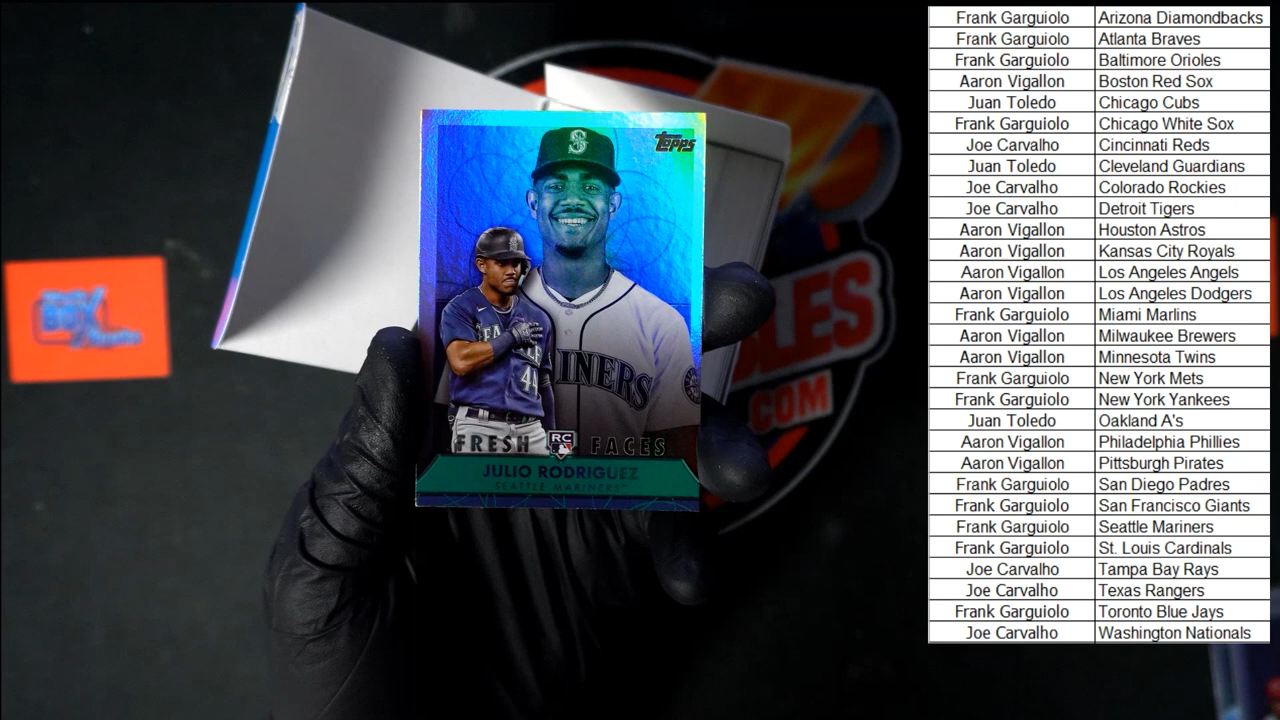 Topps
S
SEATTLE
44
MARINERS
FRESH RC FACES
JULIO RODRIGUEZ
SEATTLE MARINERS™
BOX
.COM
Frank Garguiolo Arizona Diamondbacks
Frank Garguiolo Atlanta Braves
Frank Garguiolo Baltimore Orioles
Aaron Vigallon Boston Red Sox
Juan Toledo Chicago Cubs
Frank Garguiolo Chicago White Sox
Joe Carvalho Cincinnati Reds
Juan Toledo Cleveland Guardians
Joe Carvalho Colorado Rockies
Joe Carvalho Detroit Tigers
Aaron Vigallon Houston Astros
Aaron Vigallon Kansas City Royals
Aaron Vigallon Los Angeles Angels
Aaron Vigallon Los Angeles Dodgers
Frank Garguiolo Miami Marlins
Aaron Vigallon Milwaukee Brewers
Aaron Vigallon Minnesota Twins
Frank Garguiolo New York Mets
Frank Garguiolo New York Yankees
Juan Toledo Oakland A's
Aaron Vigallon Philadelphia Phillies
Aaron Vigallon Pittsburgh Pirates
Frank Garguiolo San Diego Padres
Frank Garguiolo San Francisco Giants
Frank Garguiolo Seattle Mariners
Frank Garguiolo St. Louis Cardinals
Joe Carvalho Tampa Bay Rays
Joe Carvalho Texas Rangers
Frank Garguiolo Toronto Blue Jays
Joe Carvalho Washington Nationals